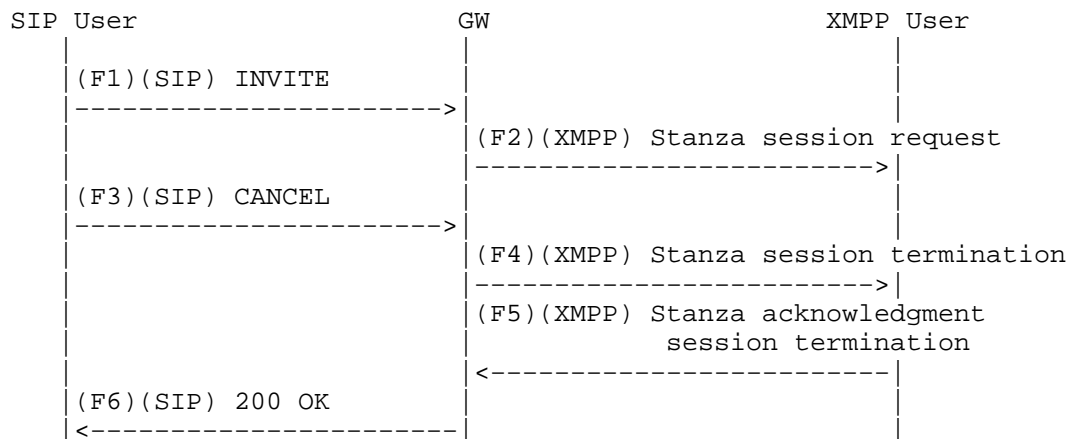 SIP User GW XMPP User
(F1)(SIP) INVITE
(F2)(XMPP) Stanza session request
(F3)(SIP) CANCEL
(F4)(XMPP) Stanza session termination
(F5)(XMPP) Stanza acknowledgment
session termination
(F6)(SIP) 200 OK